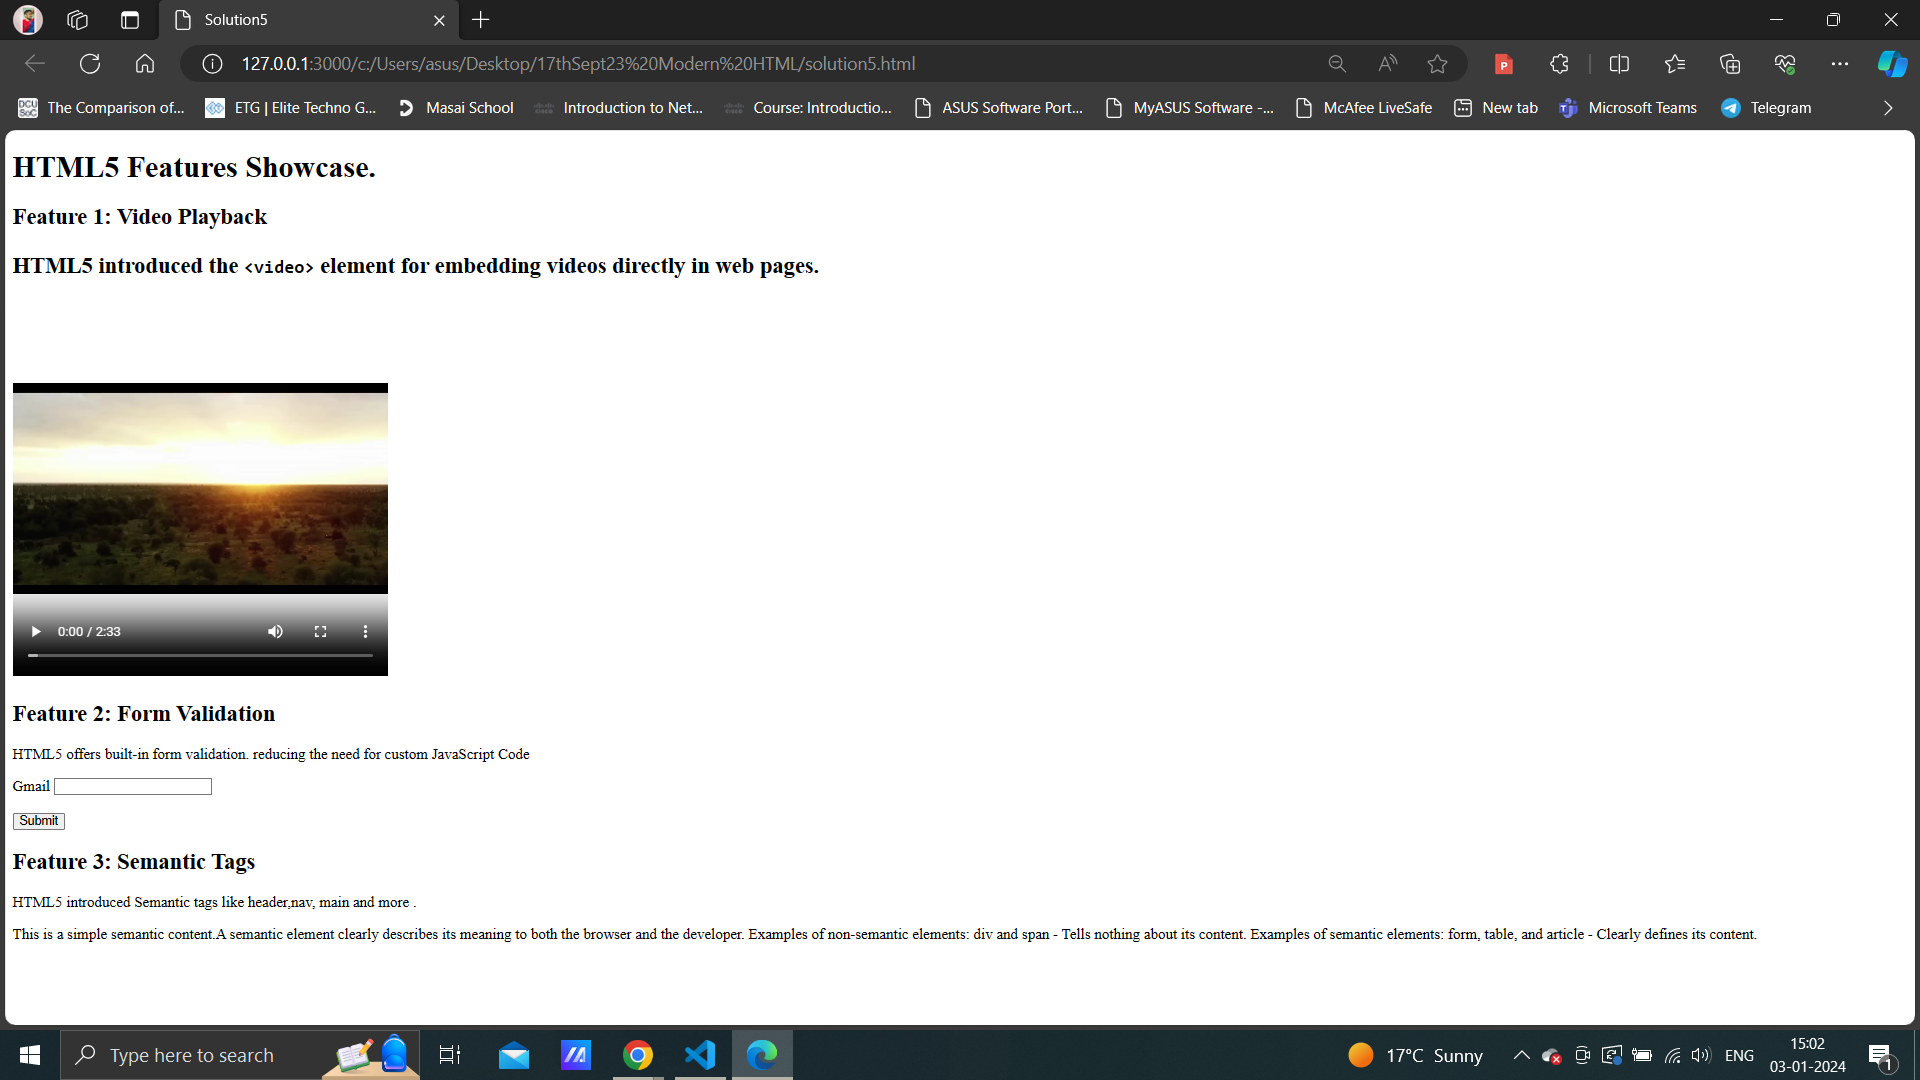 Solution5
127.0.0.1:3000/c:/Users/asus/Desktop/17thSept23%20Modern%20HTML/solution5.html
The Comparison of... ETG | Elite Techno G... Masai School Introduction to Net... Course: Introductio... ASUS Software Port... MyASUS Software -... McAfee LiveSafe New tab Microsoft Teams Telegram
HTML5 Features Showcase.
Feature 1: Video Playback
HTML5 introduced the <video> element for embedding videos directly in web pages.
0:00 / 2:33
Feature 2: Form Validation
HTML5 offers built-in form validation. reducing the need for custom JavaScript Code
Gmail
Submit
Feature 3: Semantic Tags
HTML5 introduced Semantic tags like header,nav, main and more .
This is a simple semantic content.A semantic element clearly describes its meaning to both the browser and the developer. Examples of non-semantic elements: div and span - Tells nothing about its content. Examples of semantic elements: form, table, and article - Clearly defines its content.
Type here to search
17°C Sunny
ENG
15:02
03-01-2024
1